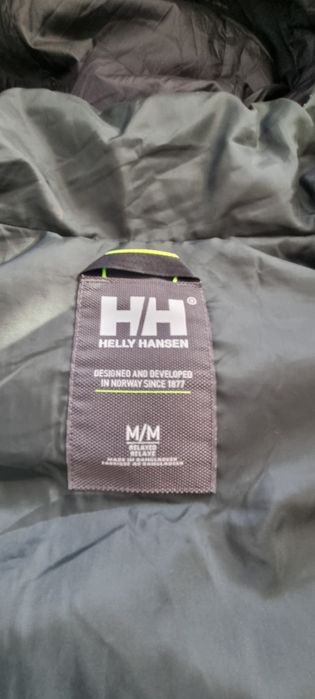 HH®
HELLY HANSEN
DESIGNED AND DEVELOPED
IN NORWAY SINCE 1877
M/M
RELAXED
RELAXE
MADE IN BANGLADESH
FABRIQUÉ AU BANGLADESH